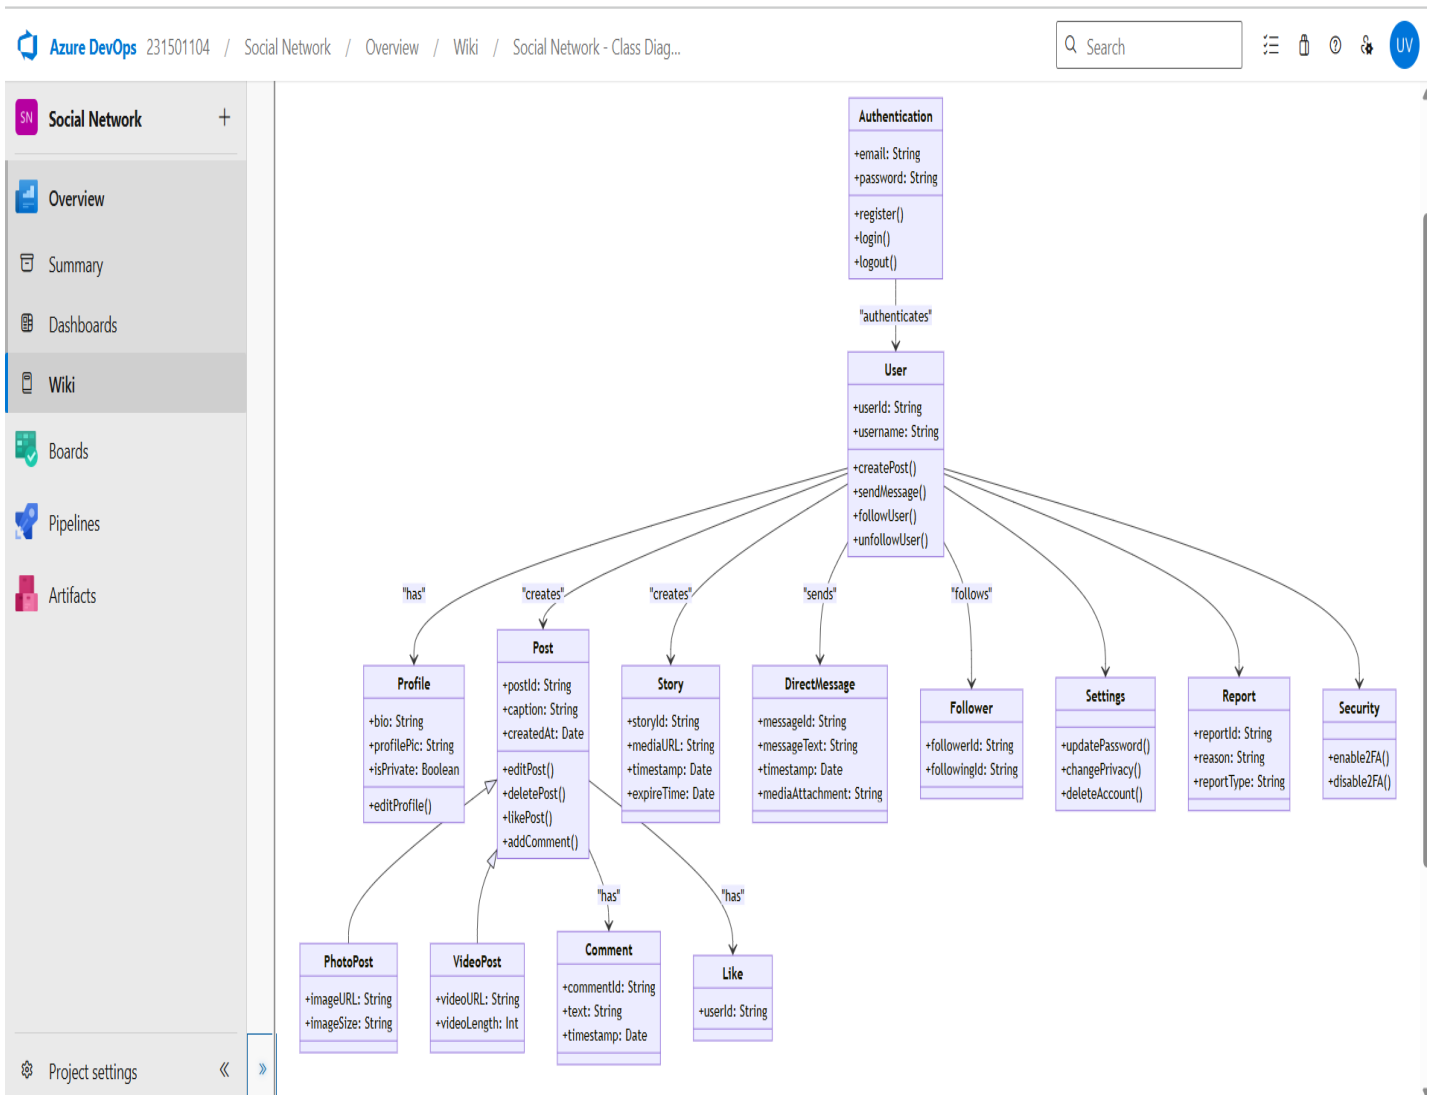 Azure DevOps 231501104 / Social Network / Overview / Wiki / Social Network - Class Diag...
Search
UV
SN Social Network +
Overview
Summary
Dashboards
Wiki
Boards
Pipelines
Artifacts
Project settings
Authentication
+email: String
+password: String
+register()
+login()
+logout()
"authenticates"
User
+userId: String
+username: String
+createPost()
+sendMessage()
+followUser()
+unfollowUser()
"has"
"creates"
"creates"
"sends"
"follows"
Profile
+bio: String
+profilePic: String
+isPrivate: Boolean
+editProfile()
Post
+postId: String
+caption: String
+createdAt: Date
+editPost()
+deletePost()
+likePost()
+addComment()
Story
+storyId: String
+mediaURL: String
+timestamp: Date
+expireTime: Date
DirectMessage
+messageId: String
+messageText: String
+timestamp: Date
+mediaAttachment: String
Follower
+followerId: String
+followingId: String
Settings
+updatePassword()
+changePrivacy()
+deleteAccount()
Report
+reportId: String
+reason: String
+reportType: String
Security
+enable2FA()
+disable2FA()
"has"
"has"
PhotoPost
+imageURL: String
+imageSize: String
VideoPost
+videoURL: String
+videoLength: Int
Comment
+commentId: String
+text: String
+timestamp: Date
Like
+userId: String